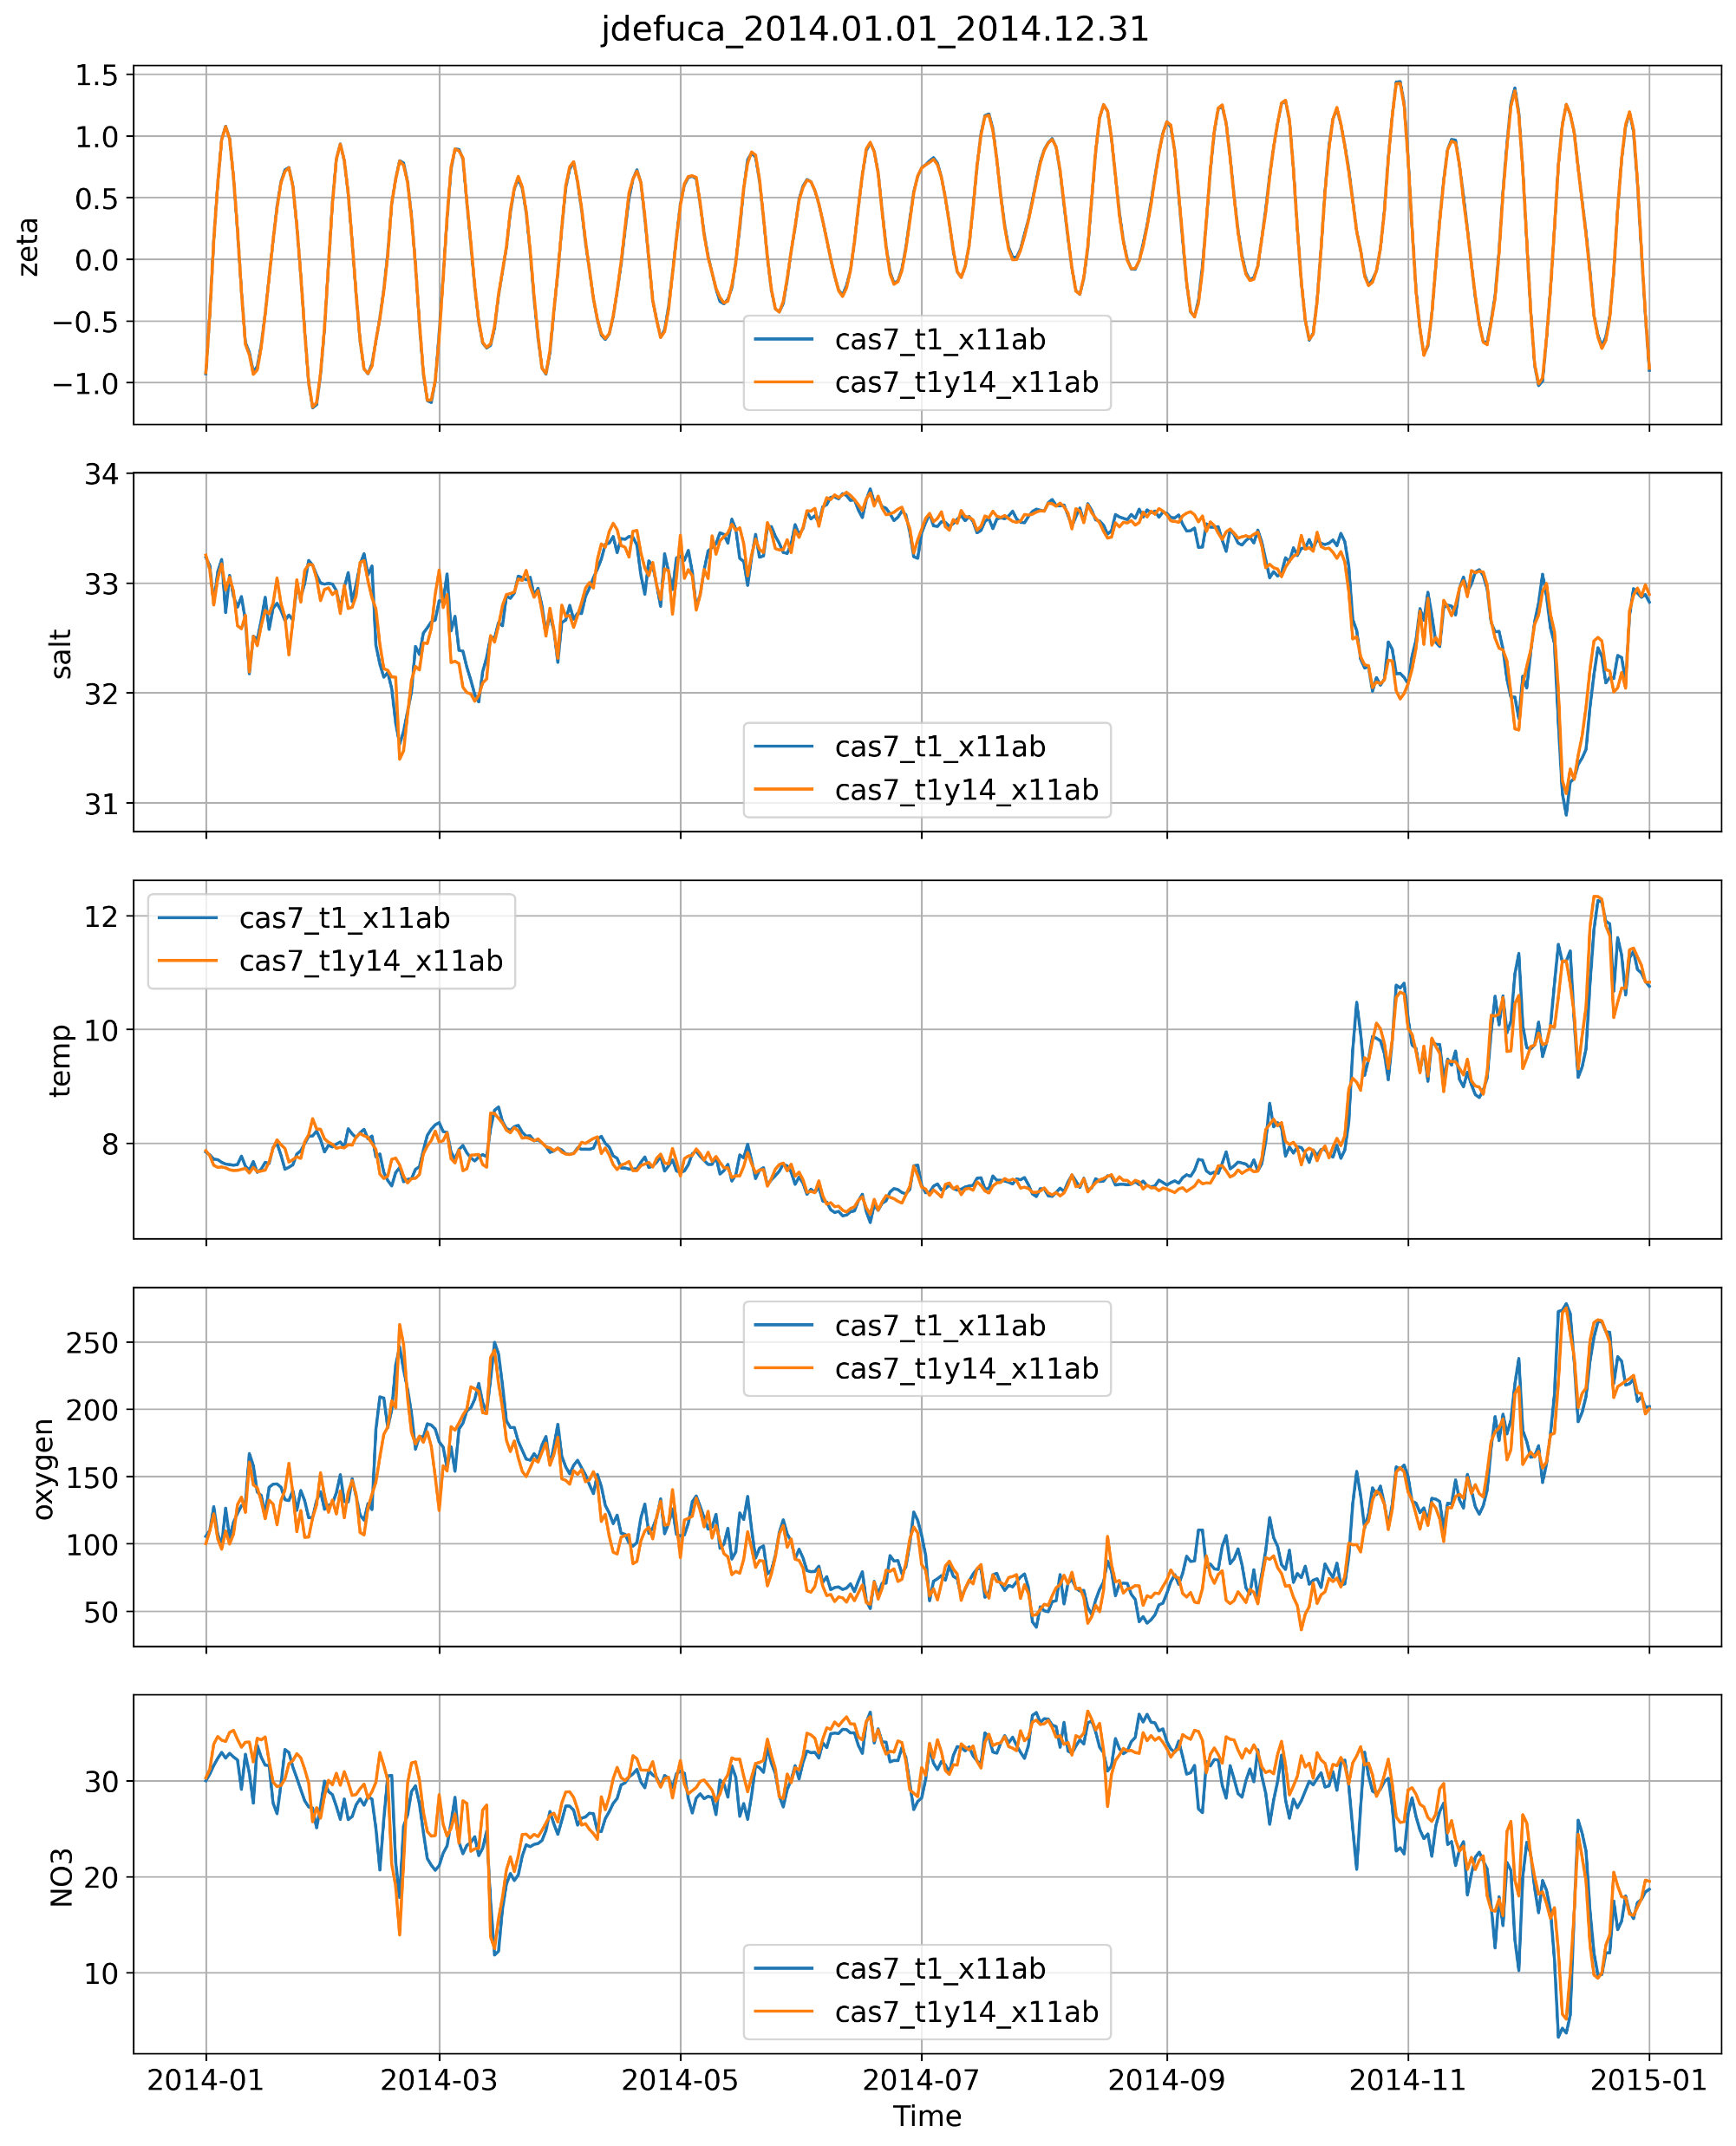 jdefuca_2014.01.01_2014.12.31
1.5
1.0
0.5
0.0
−0.5
−1.0
zeta
cas7_t1_x11ab
cas7_t1y14_x11ab
34
33
32
31
salt
cas7_t1_x11ab
cas7_t1y14_x11ab
12
10
8
temp
cas7_t1_x11ab
cas7_t1y14_x11ab
250
200
150
100
50
oxygen
cas7_t1_x11ab
cas7_t1y14_x11ab
30
20
10
NO3
cas7_t1_x11ab
cas7_t1y14_x11ab
2014-01 2014-03 2014-05 2014-07 2014-09 2014-11 2015-01
Time